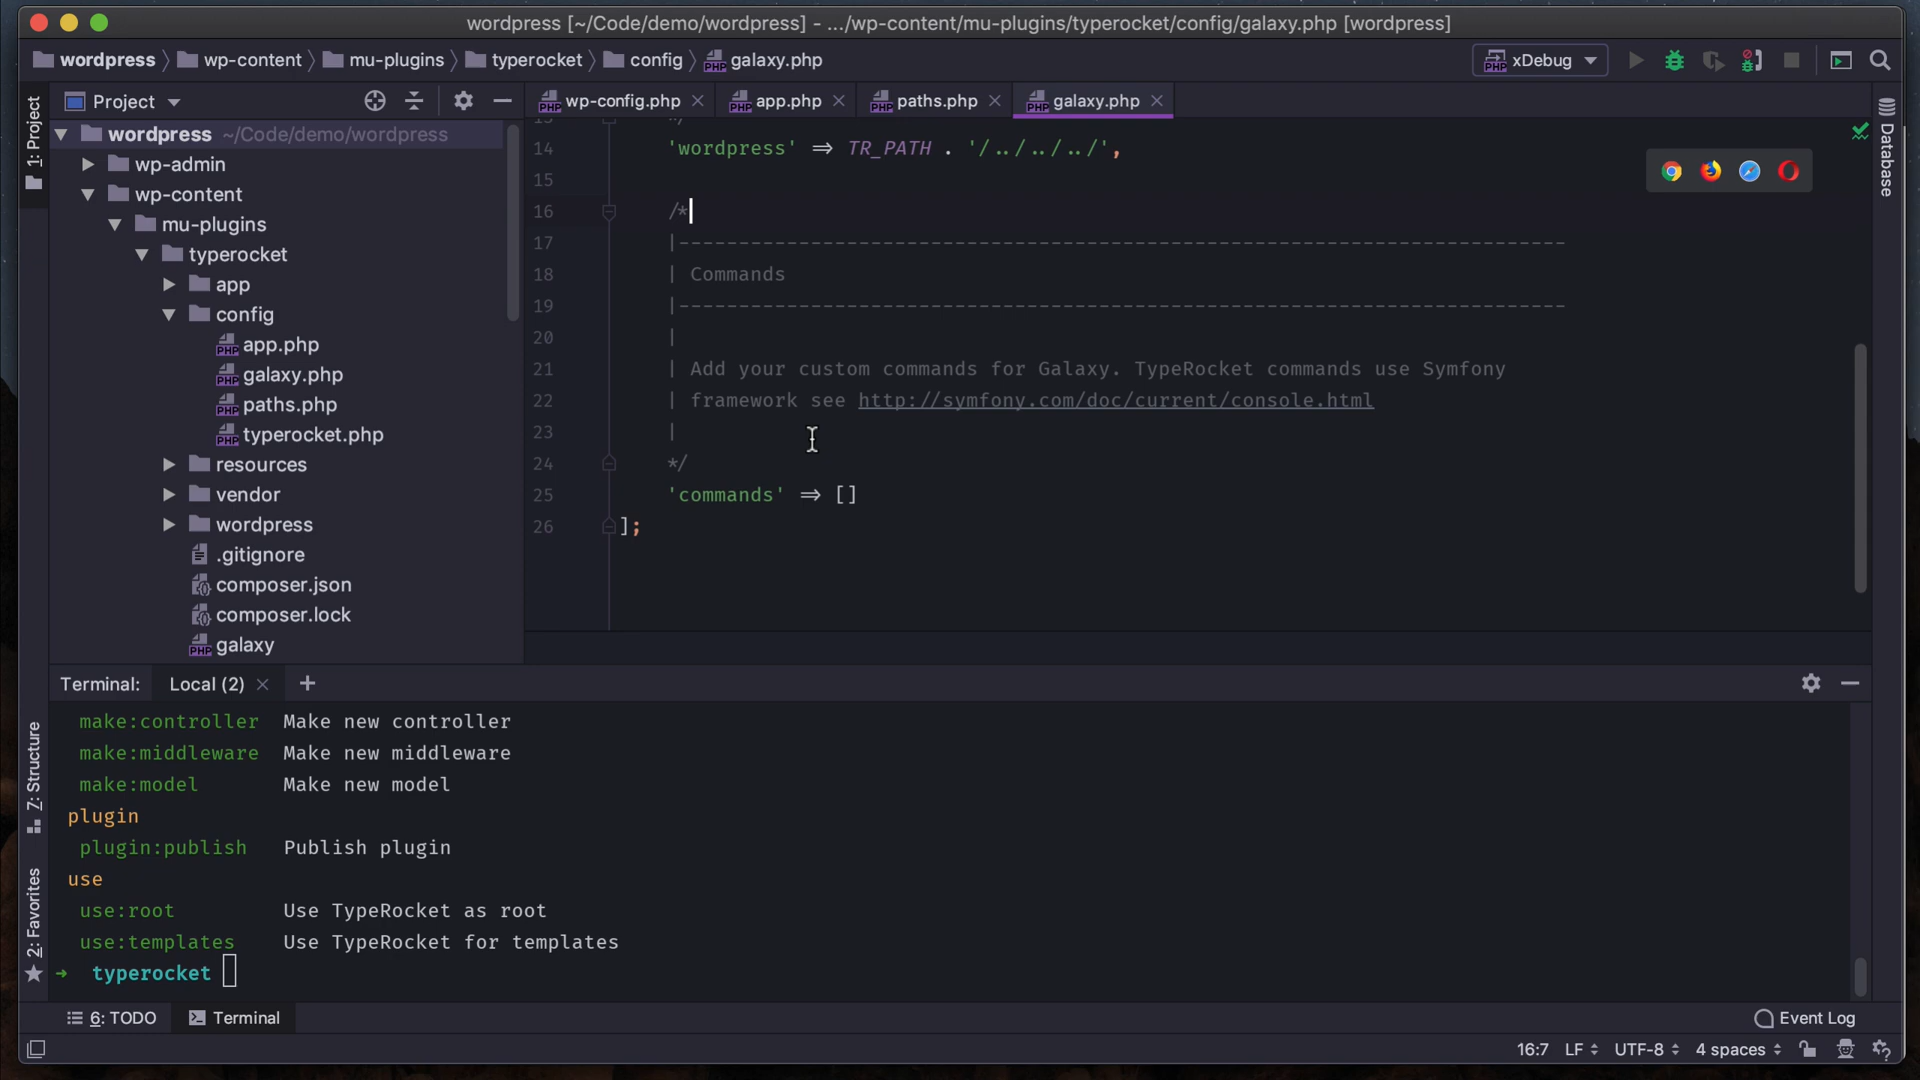 wordpress [~/Code/demo/wordpress] - .../wp-content/mu-plugins/typerocket/config/galaxy.php [wordpress]
wordpress wp-content mu-plugins typerocket config galaxy.php
xDebug
1: Project
Project
wp-config.php
app.php
paths.php
galaxy.php
Database
wordpress ~/Code/demo/wordpress
wp-admin
wp-content
mu-plugins
typerocket
app
config
app.php
galaxy.php
paths.php
typerocket.php
resources
vendor
wordpress
.gitignore
composer.json
composer.lock
galaxy
14 'wordpress' => TR_PATH . '/../../../',
15
16 /*
17 |--------------------------------------------------------------------------
18 | Commands
19 |--------------------------------------------------------------------------
20 |
21 | Add your custom commands for Galaxy. TypeRocket commands use Symfony
22 | framework see http://symfony.com/doc/current/console.html
23 |
24 */
25 'commands' => []
26 ];
Terminal: Local (2)
make:controller Make new controller
make:middleware Make new middleware
make:model Make new model
plugin
plugin:publish Publish plugin
use
use:root Use TypeRocket as root
use:templates Use TypeRocket for templates
→ typerocket
7: Structure
2: Favorites
6: TODO
Terminal
Event Log
16:7 LF UTF-8 4 spaces